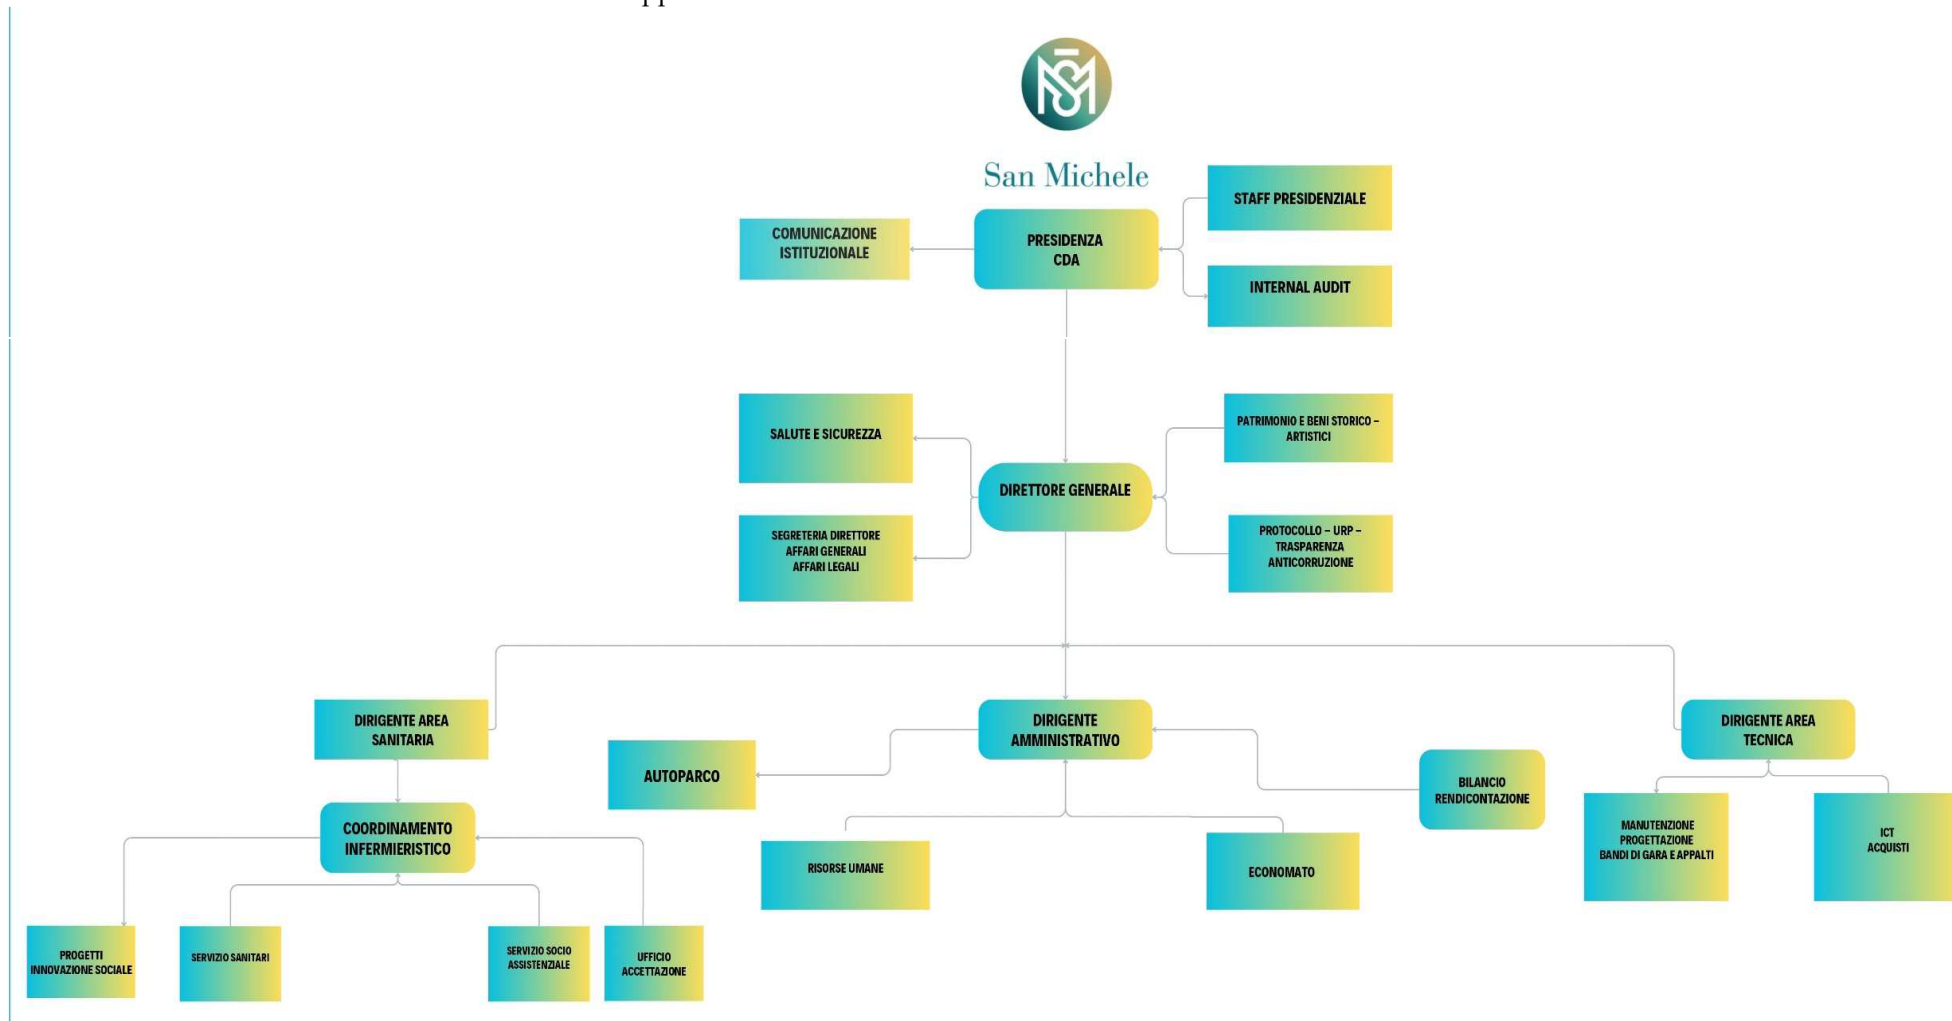 San Michele
STAFF PRESIDENZIALE
COMUNICAZIONE
ISTITUZIONALE
PRESIDENZA
CDA
INTERNAL AUDIT
SALUTE E SICUREZZA
PATRIMONIO E BENI STORICO –
ARTISTICI
DIRETTORE GENERALE
SEGRETERIA DIRETTORE
AFFARI GENERALI
AFFARI LEGALI
PROTOCOLLO – URP –
TRASPARENZA
ANTICORRUZIONE
DIRIGENTE AREA
SANITARIA
DIRIGENTE
AMMINISTRATIVO
DIRIGENTE AREA
TECNICA
AUTOPARCO
BILANCIO
RENDICONTAZIONE
COORDINAMENTO
INFERMIERISTICO
RISORSE UMANE
ECONOMATO
MANUTENZIONE
PROGETTAZIONE
BANDI DI GARA E APPALTI
ICT
ACQUISTI
PROGETTI
INNOVAZIONE SOCIALE
SERVIZIO SANITARI
SERVIZIO SOCIO
ASSISTENZIALE
UFFICIO
ACCETTAZIONE